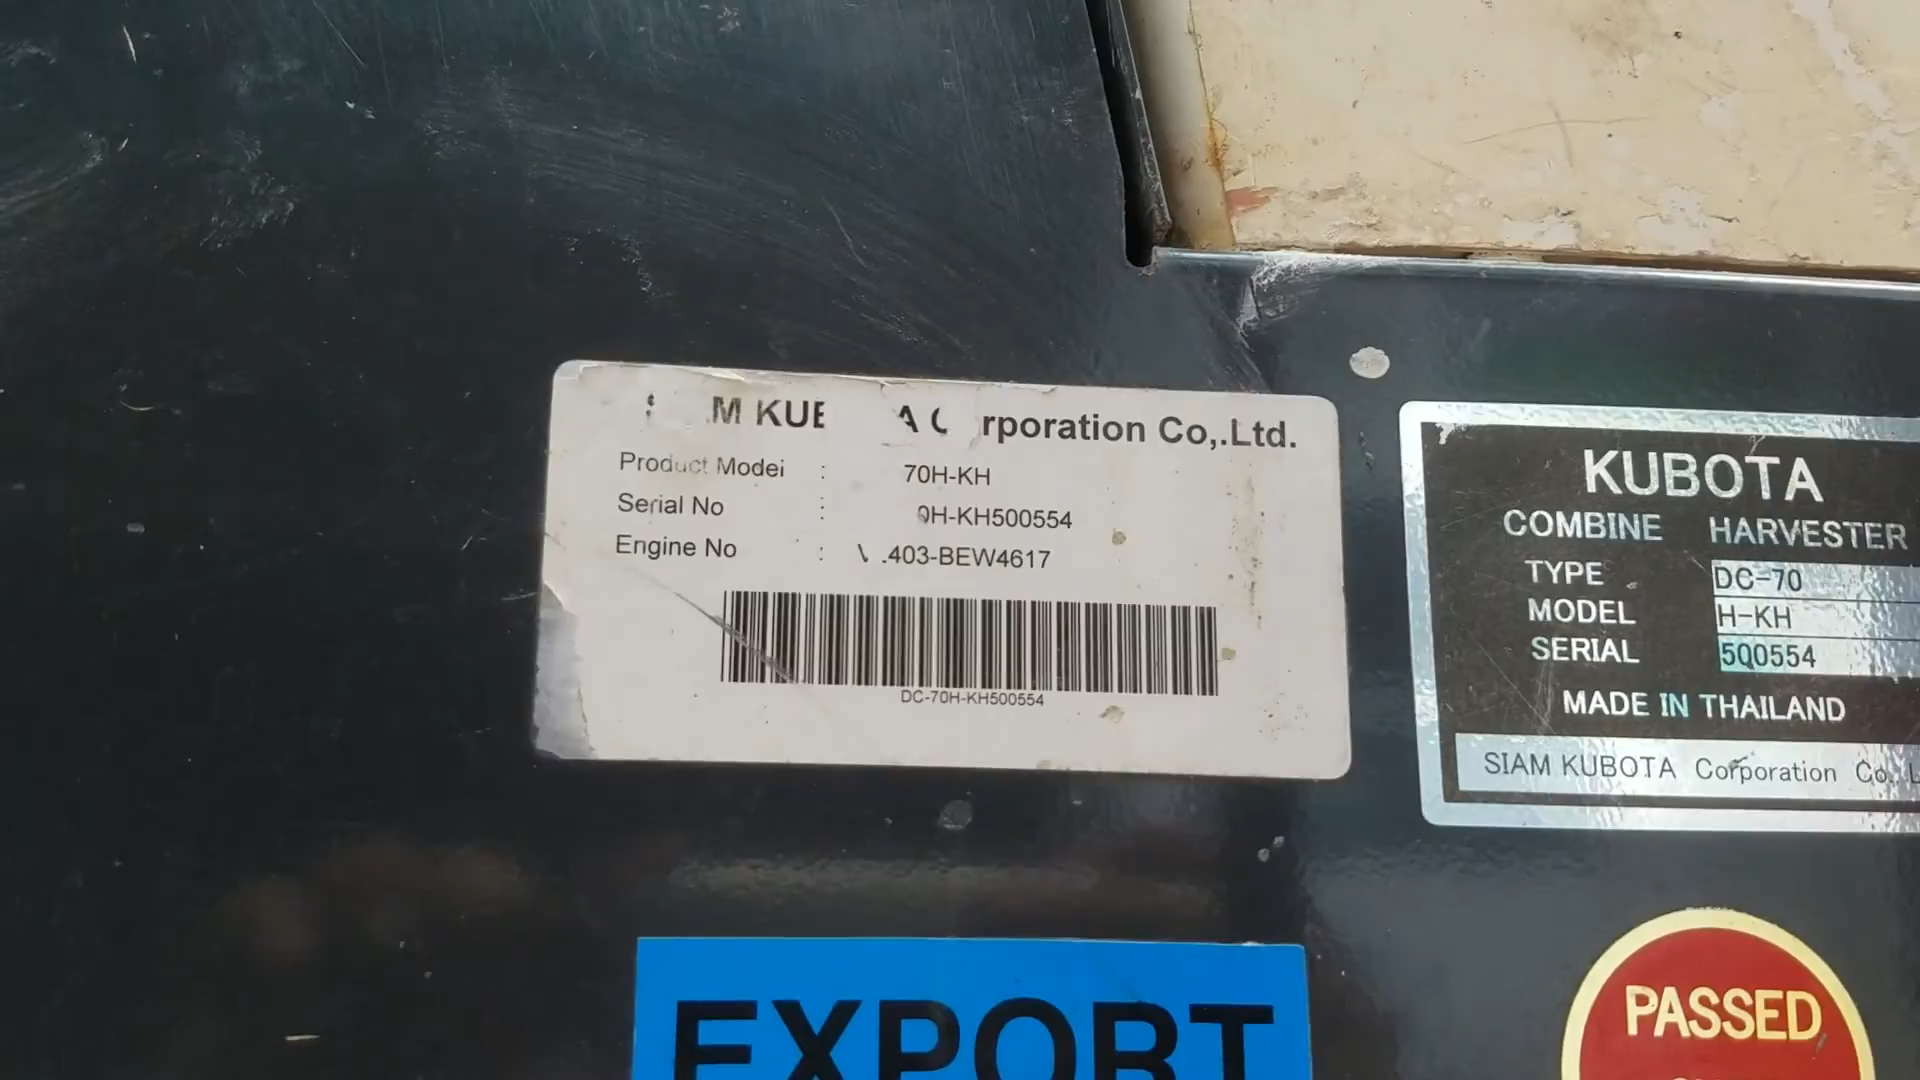 M KUB A Corporation Co,.Ltd.
Product Model : 70H-KH
Serial No : 0H-KH500554
Engine No : .403-BEW4617
DC-70H-KH500554
KUBOTA
COMBINE HARVESTER
TYPE DC-70
MODEL H-KH
SERIAL 500554
MADE IN THAILAND
SIAM KUBOTA Corporation Co., L
EXPORT
PASSED